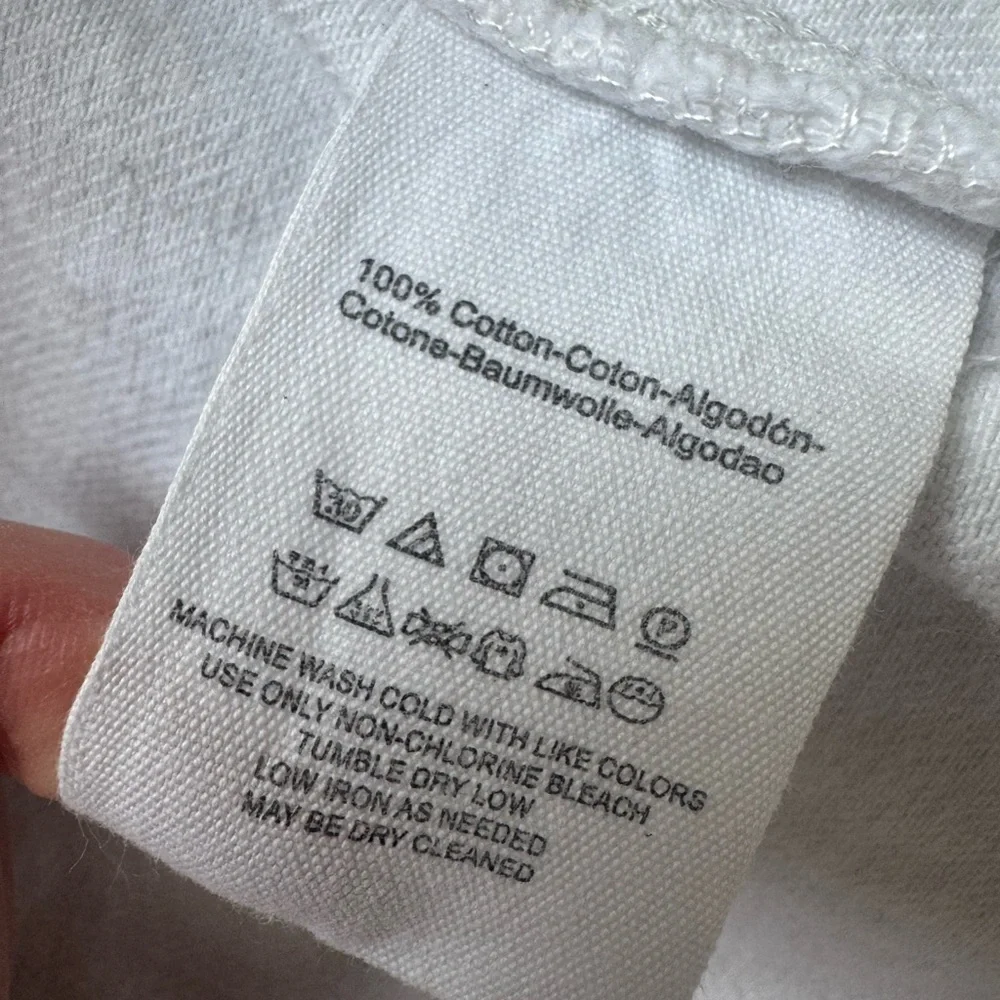 100% Cotton-Coton-Algodón-
Cotone-Baumwolle-Algodao
P
MACHINE WASH COLD WITH LIKE COLORS
USE ONLY NON-CHLORINE BLEACH
TUMBLE DRY LOW
LOW IRON AS NEEDED
MAY BE DRY CLEANED